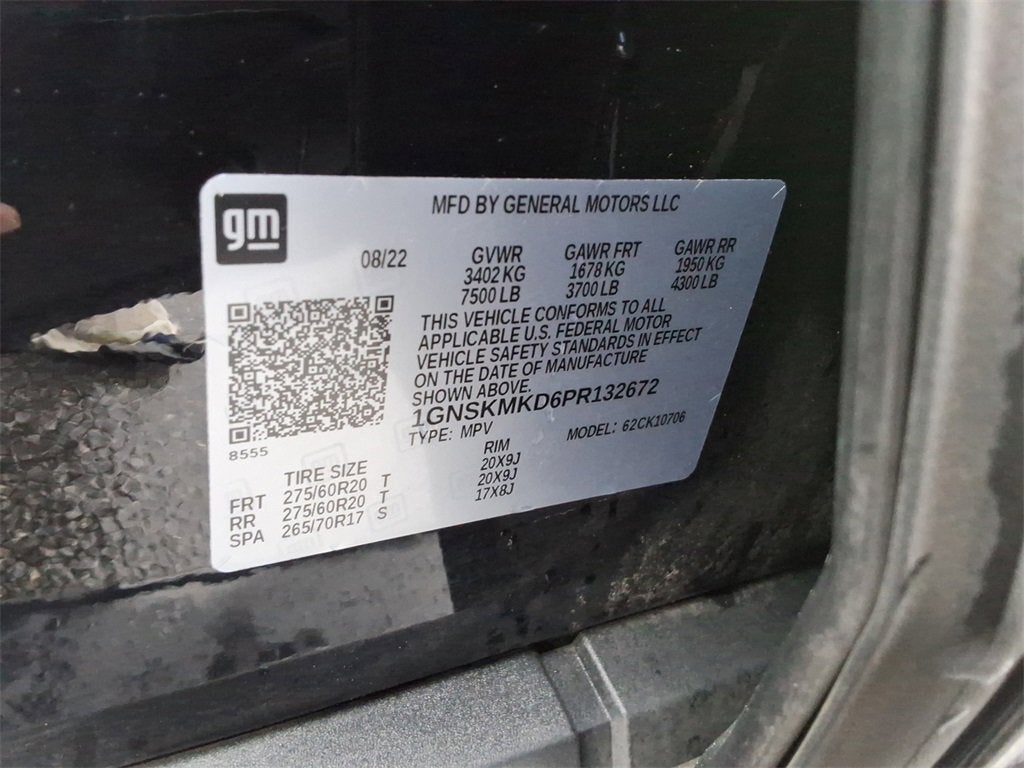 gm
MFD BY GENERAL MOTORS LLC
08/22 GVWR GAWR FRT GAWR RR
3402 KG 1678 KG 1950 KG
7500 LB 3700 LB 4300 LB
THIS VEHICLE CONFORMS TO ALL
APPLICABLE U.S. FEDERAL MOTOR
VEHICLE SAFETY STANDARDS IN EFFECT
ON THE DATE OF MANUFACTURE
SHOWN ABOVE.
1GNSKMKD6PR132672
TYPE: MPV MODEL: 62CK10706
8555
TIRE SIZE RIM
FRT 275/60R20 T 20X9J
RR 275/60R20 T 20X9J
SPA 265/70R17 S 17X8J